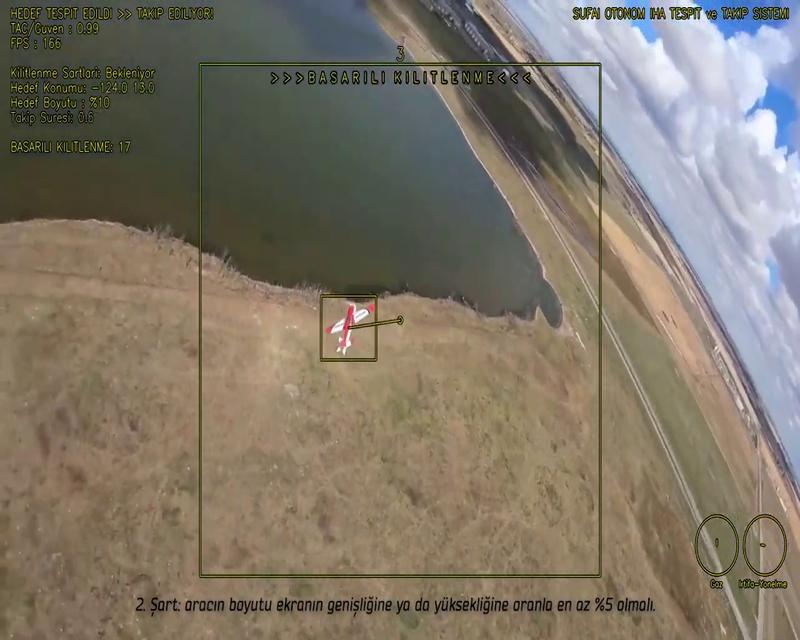 HEDEF TESPIT EDILDI >> TAKIP EDILIYOR!
TAC/Guven : 0.99
FPS : 166
Kilitlenme Sartlari: Bekleniyor
Hedef Konumu: -124.0 13.0
Hedef Boyutu : %10
Takip Suresi: 0.6
BASARILI KILITLENME: 17
SUFAI OTONOM IHA TESPIT ve TAKIP SISTEMI
3
>>>BASARILI KILITLENME<<<
Gaz
Irtifa-Yonelme
2. Şart: aracın boyutu ekranın genişliğine ya da yüksekliğine oranla en az %5 olmalı.